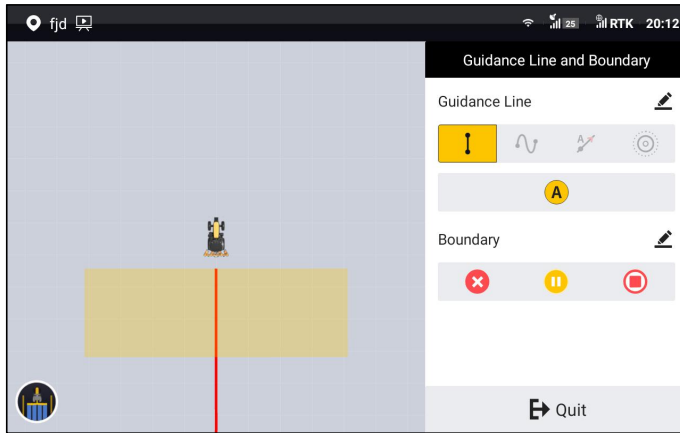 fjd
25
RTK 20:12
Guidance Line and Boundary
Guidance Line
A
A
Boundary
Quit